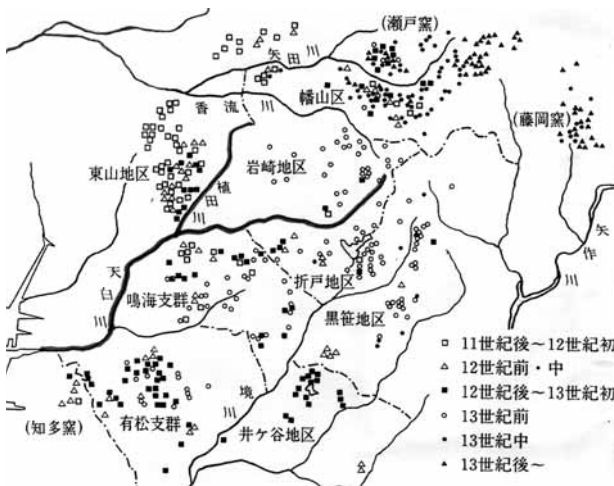 (瀬戸窯)
矢田川
幡山区
香流川
(藤岡窯)
岩崎地区
東山地区
植田川
矢作川
天白川
折戸地区
鳴海支群
黒笹地区
11世紀後~12世紀初
12世紀前・中
12世紀後~13世紀初
13世紀前
13世紀中
13世紀後~
境川
(知多窯)
有松支群
井ケ谷地区